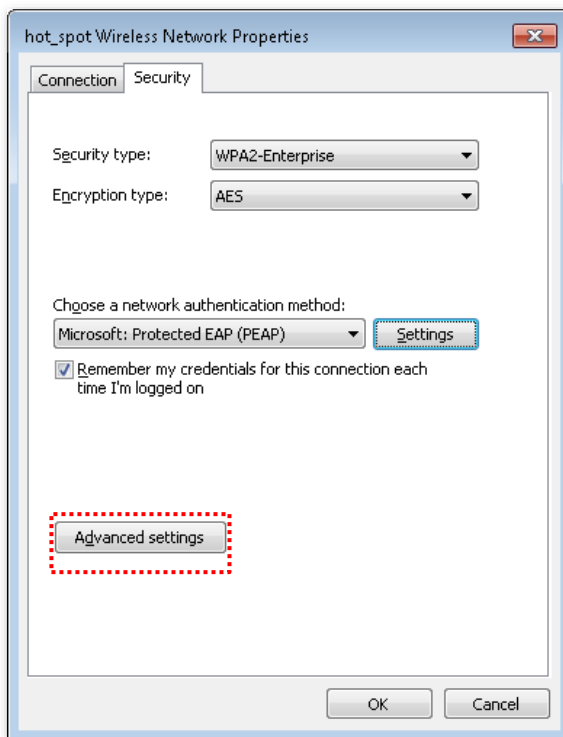 hot_spot Wireless Network Properties
Connection
Security
Security type:
WPA2-Enterprise
Encryption type:
AES
Choose a network authentication method:
Microsoft: Protected EAP (PEAP)
Settings
Remember my credentials for this connection each
time I'm logged on
Advanced settings
OK
Cancel